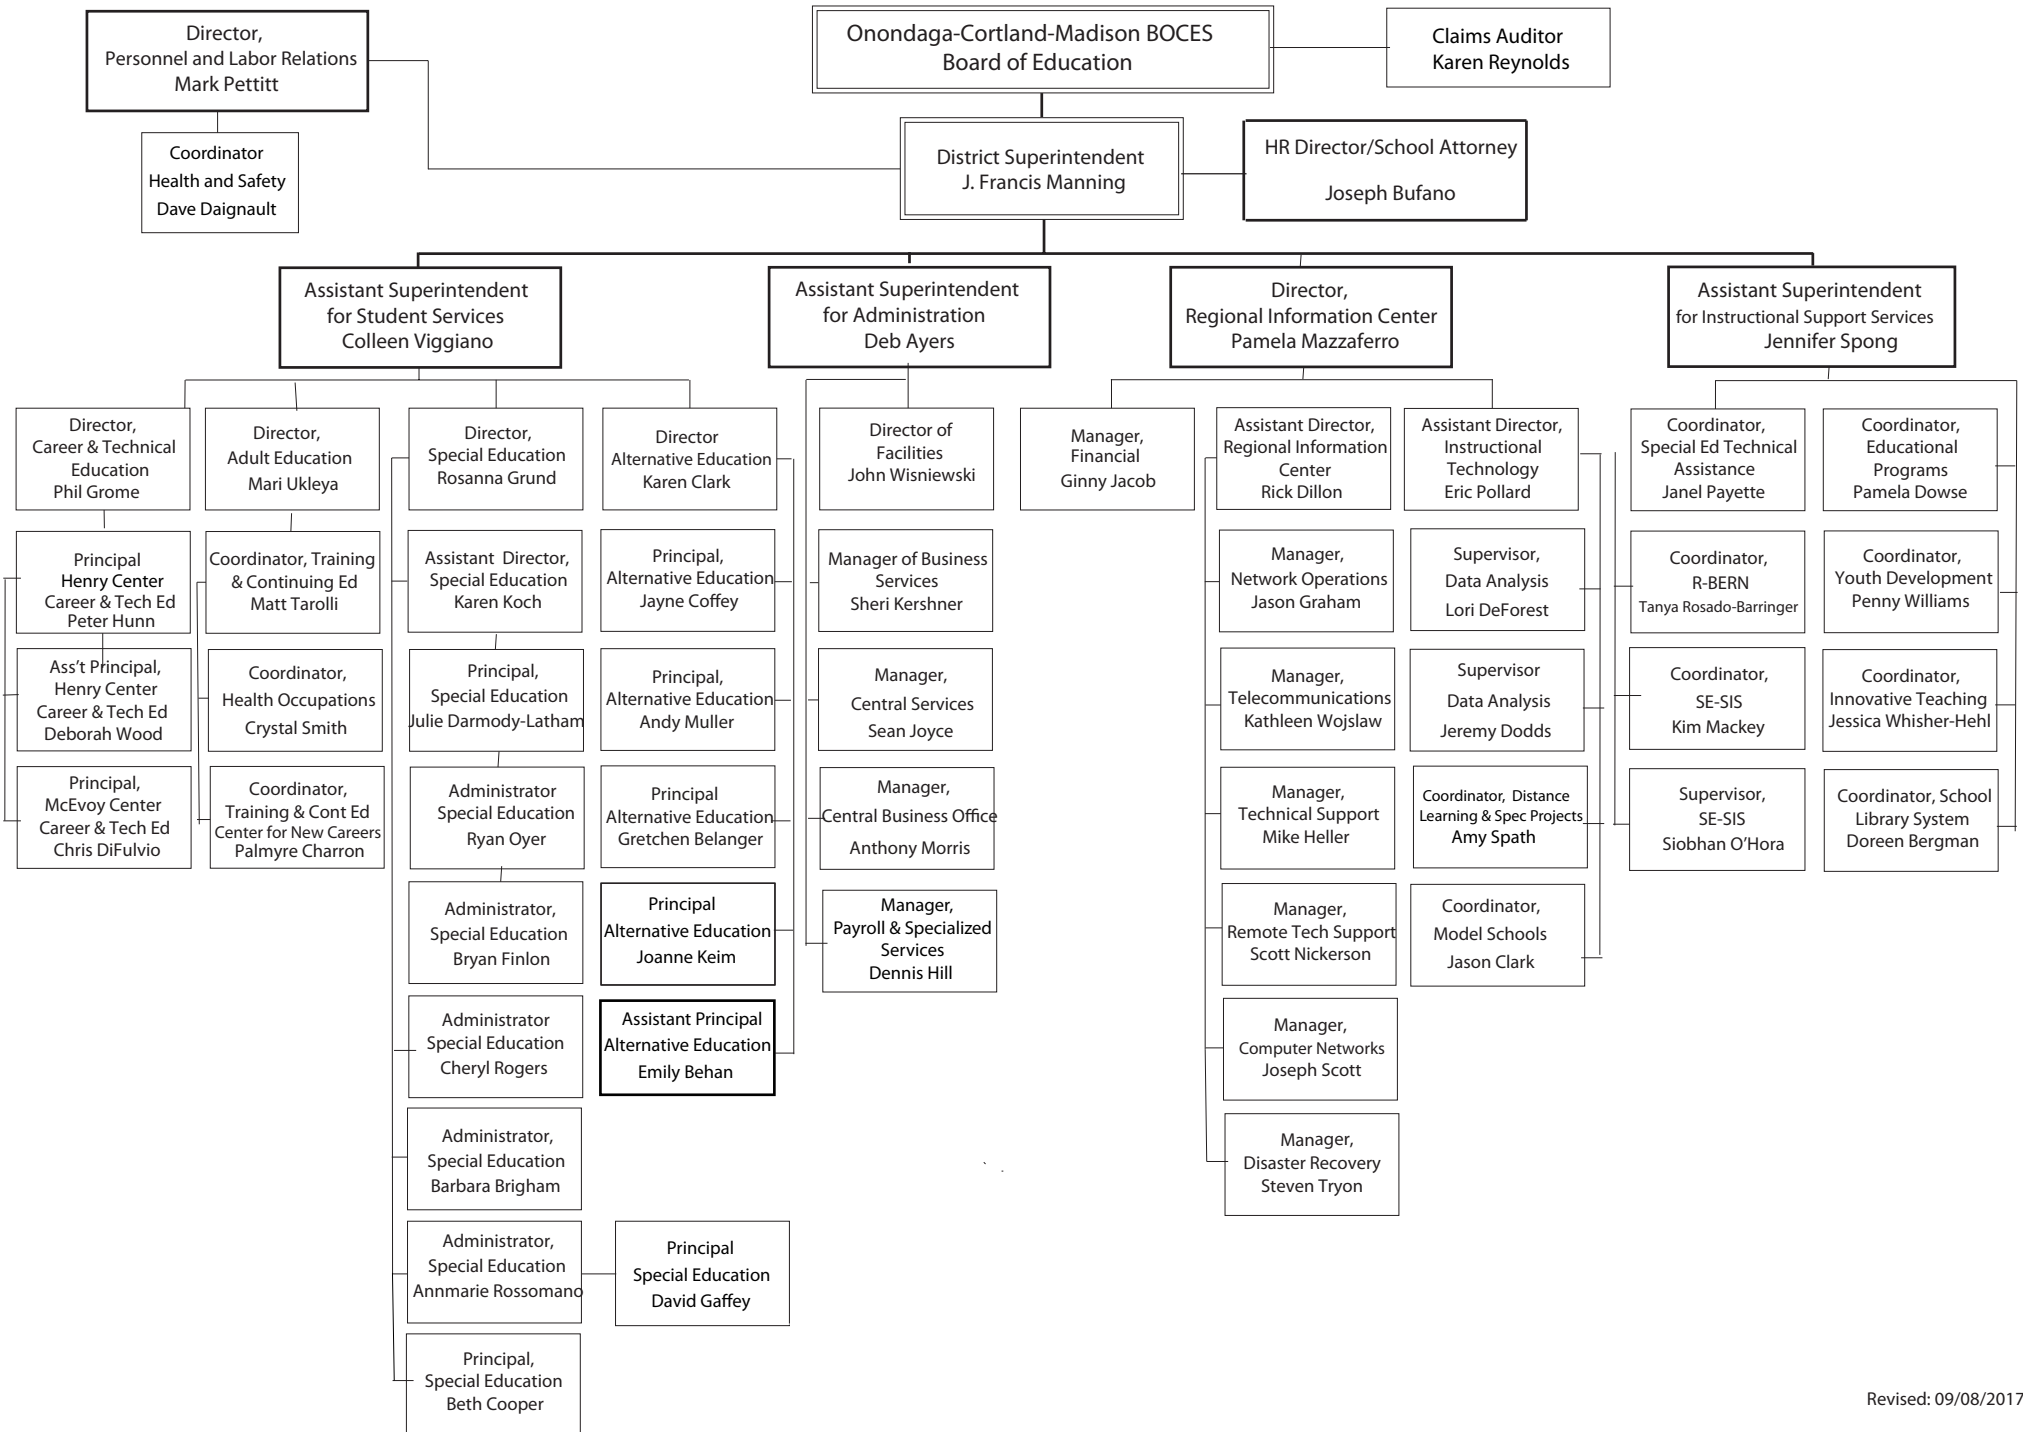 Director,
Personnel and Labor Relations
Mark Pettitt
Onondaga-Cortland-Madison BOCES
Board of Education
Claims Auditor
Karen Reynolds
Coordinator
Health and Safety
Dave Daignault
District Superintendent
J. Francis Manning
HR Director/School Attorney
Joseph Bufano
Assistant Superintendent
for Student Services
Colleen Viggiano
Assistant Superintendent
for Administration
Deb Ayers
Director,
Regional Information Center
Pamela Mazzaferro
Assistant Superintendent
for Instructional Support Services
Jennifer Spong
Director,
Career & Technical
Education
Phil Grome
Director,
Adult Education
Mari Ukleya
Director,
Special Education
Rosanna Grund
Director
Alternative Education
Karen Clark
Director of
Facilities
John Wisniewski
Manager,
Financial
Ginny Jacob
Assistant Director,
Regional Information
Center
Rick Dillon
Assistant Director,
Instructional
Technology
Eric Pollard
Coordinator,
Special Ed Technical
Assistance
Janel Payette
Coordinator,
Educational
Programs
Pamela Dowse
Principal
Henry Center
Career & Tech Ed
Peter Hunn
Coordinator, Training
& Continuing Ed
Matt Tarolli
Assistant Director,
Special Education
Karen Koch
Principal,
Alternative Education
Jayne Coffey
Manager of Business
Services
Sheri Kershner
Manager,
Network Operations
Jason Graham
Supervisor,
Data Analysis
Lori DeForest
Coordinator,
R-BERN
Tanya Rosado-Barringer
Coordinator,
Youth Development
Penny Williams
Ass't Principal,
Henry Center
Career & Tech Ed
Deborah Wood
Coordinator,
Health Occupations
Crystal Smith
Principal,
Special Education
Julie Darmody-Latham
Principal,
Alternative Education
Andy Muller
Manager,
Central Services
Sean Joyce
Manager,
Telecommunications
Kathleen Wojslaw
Supervisor
Data Analysis
Jeremy Dodds
Coordinator,
SE-SIS
Kim Mackey
Coordinator,
Innovative Teaching
Jessica Whisher-Hehl
Principal,
McEvoy Center
Career & Tech Ed
Chris DiFulvio
Coordinator,
Training & Cont Ed
Center for New Careers
Palmyre Charron
Administrator
Special Education
Ryan Oyer
Principal
Alternative Education
Gretchen Belanger
Manager,
Central Business Office
Anthony Morris
Manager,
Technical Support
Mike Heller
Coordinator, Distance
Learning & Spec Projects
Amy Spath
Supervisor,
SE-SIS
Siobhan O'Hora
Coordinator, School
Library System
Doreen Bergman
Administrator,
Special Education
Bryan Finlon
Principal
Alternative Education
Joanne Keim
Manager,
Payroll & Specialized
Services
Dennis Hill
Manager,
Remote Tech Support
Scott Nickerson
Coordinator,
Model Schools
Jason Clark
Administrator
Special Education
Cheryl Rogers
Assistant Principal
Alternative Education
Emily Behan
Manager,
Computer Networks
Joseph Scott
Administrator,
Special Education
Barbara Brigham
Manager,
Disaster Recovery
Steven Tryon
Administrator,
Special Education
Annmarie Rossomano
Principal
Special Education
David Gaffey
Principal,
Special Education
Beth Cooper
Revised: 09/08/2017